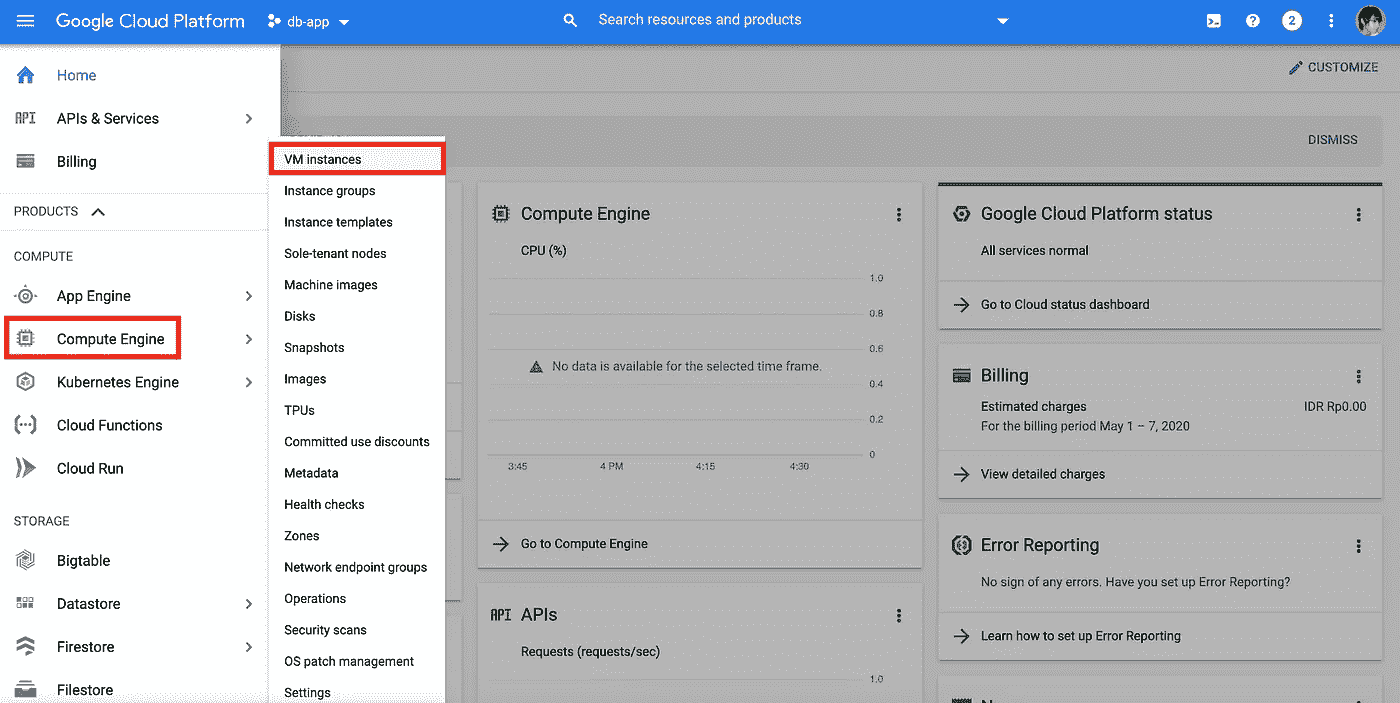 Google Cloud Platform
db-app
Search resources and products
2
Home
API APIs & Services
Billing
PRODUCTS
COMPUTE
App Engine
Compute Engine
Kubernetes Engine
Cloud Functions
Cloud Run
STORAGE
Bigtable
Datastore
Firestore
Filestore
VM instances
Instance groups
Instance templates
Sole-tenant nodes
Machine images
Disks
Snapshots
Images
TPUs
Committed use discounts
Metadata
Health checks
Zones
Network endpoint groups
Operations
Security scans
OS patch management
Settings
CUSTOMIZE
DISMISS
Compute Engine
CPU (%)
1.0
0.8
0.6
No data is available for the selected time frame.
0.4
0.2
0
3:45
4 PM
4:15
4:30
Go to Compute Engine
API APIs
Requests (requests/sec)
1.0
Google Cloud Platform status
All services normal
Go to Cloud status dashboard
Billing
Estimated charges
IDR Rp0.00
For the billing period May 1 – 7, 2020
View detailed charges
Error Reporting
No sign of any errors. Have you set up Error Reporting?
Learn how to set up Error Reporting